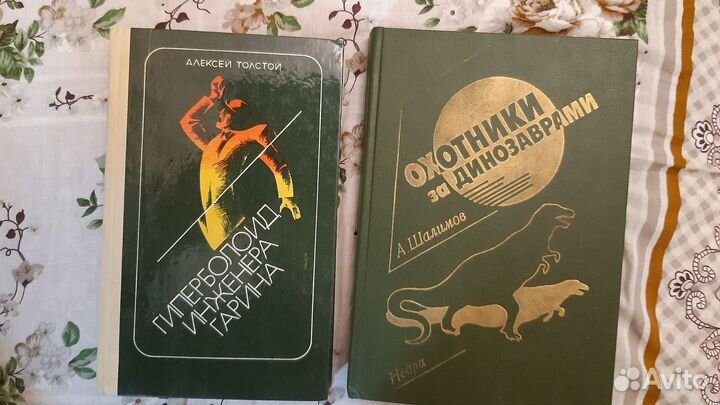 АЛЕКСЕЙ ТОЛСТОЙ
ГИПЕРБОЛОИД
ИНЖЕНЕРА
ГАРИНА
ОХОТНИКИ
за ДИНОЗАВРАМИ
А. Шалимов
Недра
Avito